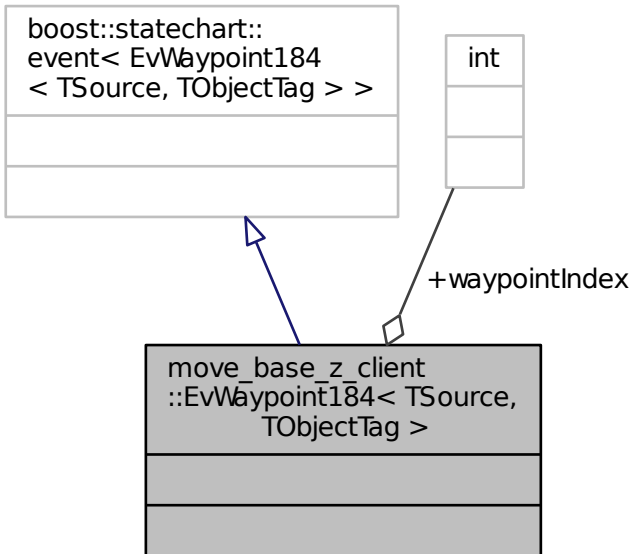 boost::statechart::
event< EvWaypoint184
< TSource, TObjectTag > >
int
+waypointIndex
move_base_z_client
::EvWaypoint184< TSource,
TObjectTag >